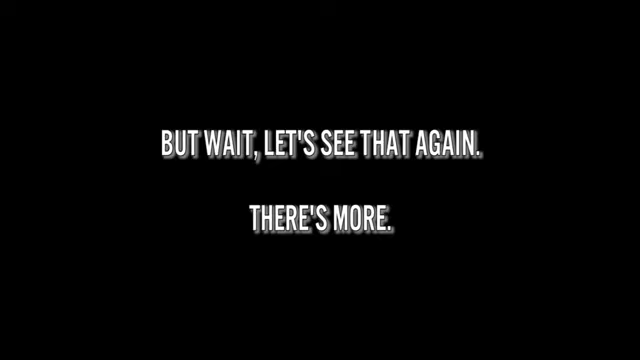 BUT WAIT, LET'S SEE THAT AGAIN.
THERE'S MORE.